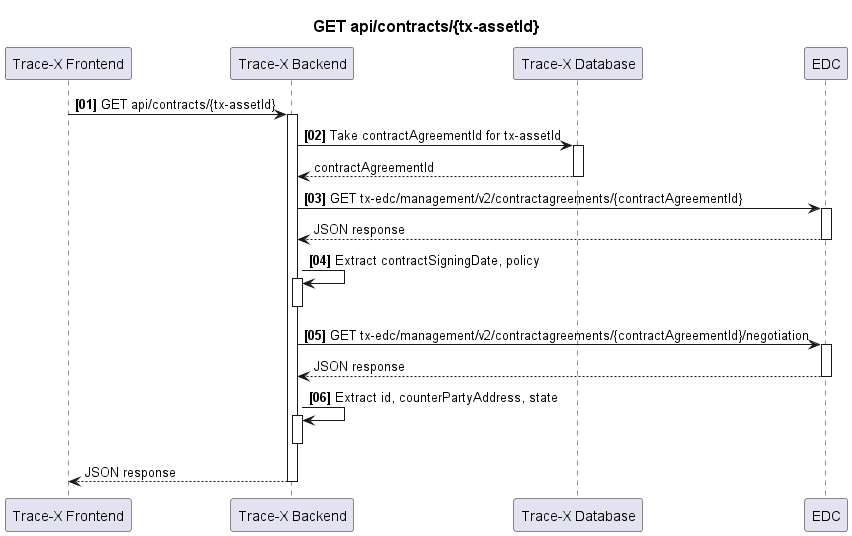 GET api/contracts/{tx-assetId}
Trace-X Frontend
Trace-X Backend
Trace-X Database
EDC
[01] GET api/contracts/{tx-assetId}
[02] Take contractAgreementId for tx-assetId
contractAgreementId
[03] GET tx-edc/management/v2/contractagreements/{contractAgreementId}
JSON response
[04] Extract contractSigningDate, policy
[05] GET tx-edc/management/v2/contractagreements/{contractAgreementId}/negotiation
JSON response
[06] Extract id, counterPartyAddress, state
JSON response
Trace-X Frontend
Trace-X Backend
Trace-X Database
EDC